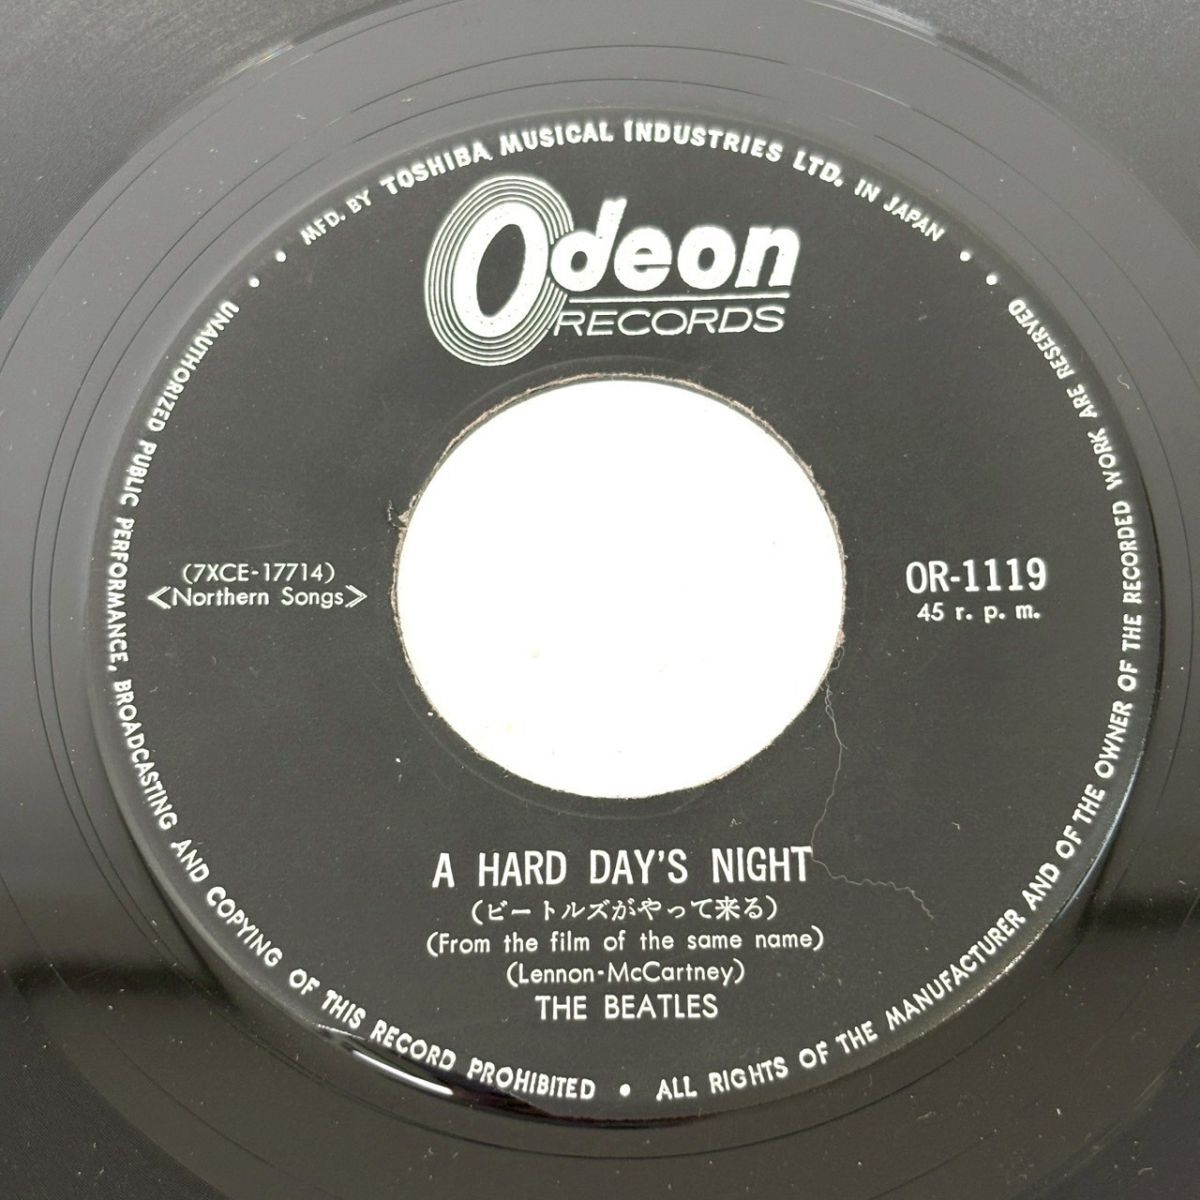 MFD. BY TOSHIBA MUSICAL INDUSTRIES LTD. IN JAPAN
Odeon
RECORDS
(7XCE-17714)
≪Northern Songs≫
OR-1119
45 r. p. m.
A HARD DAY'S NIGHT
(ビートルズがやって来る)
(From the film of the same name)
(Lennon・McCartney)
THE BEATLES
UNAUTHORIZED PUBLIC PERFORMANCE, BROADCASTING AND COPYING OF THIS RECORD PROHIBITED • ALL RIGHTS OF THE MANUFACTURER AND OF THE OWNER OF THE RECORDED WORK ARE RESERVED